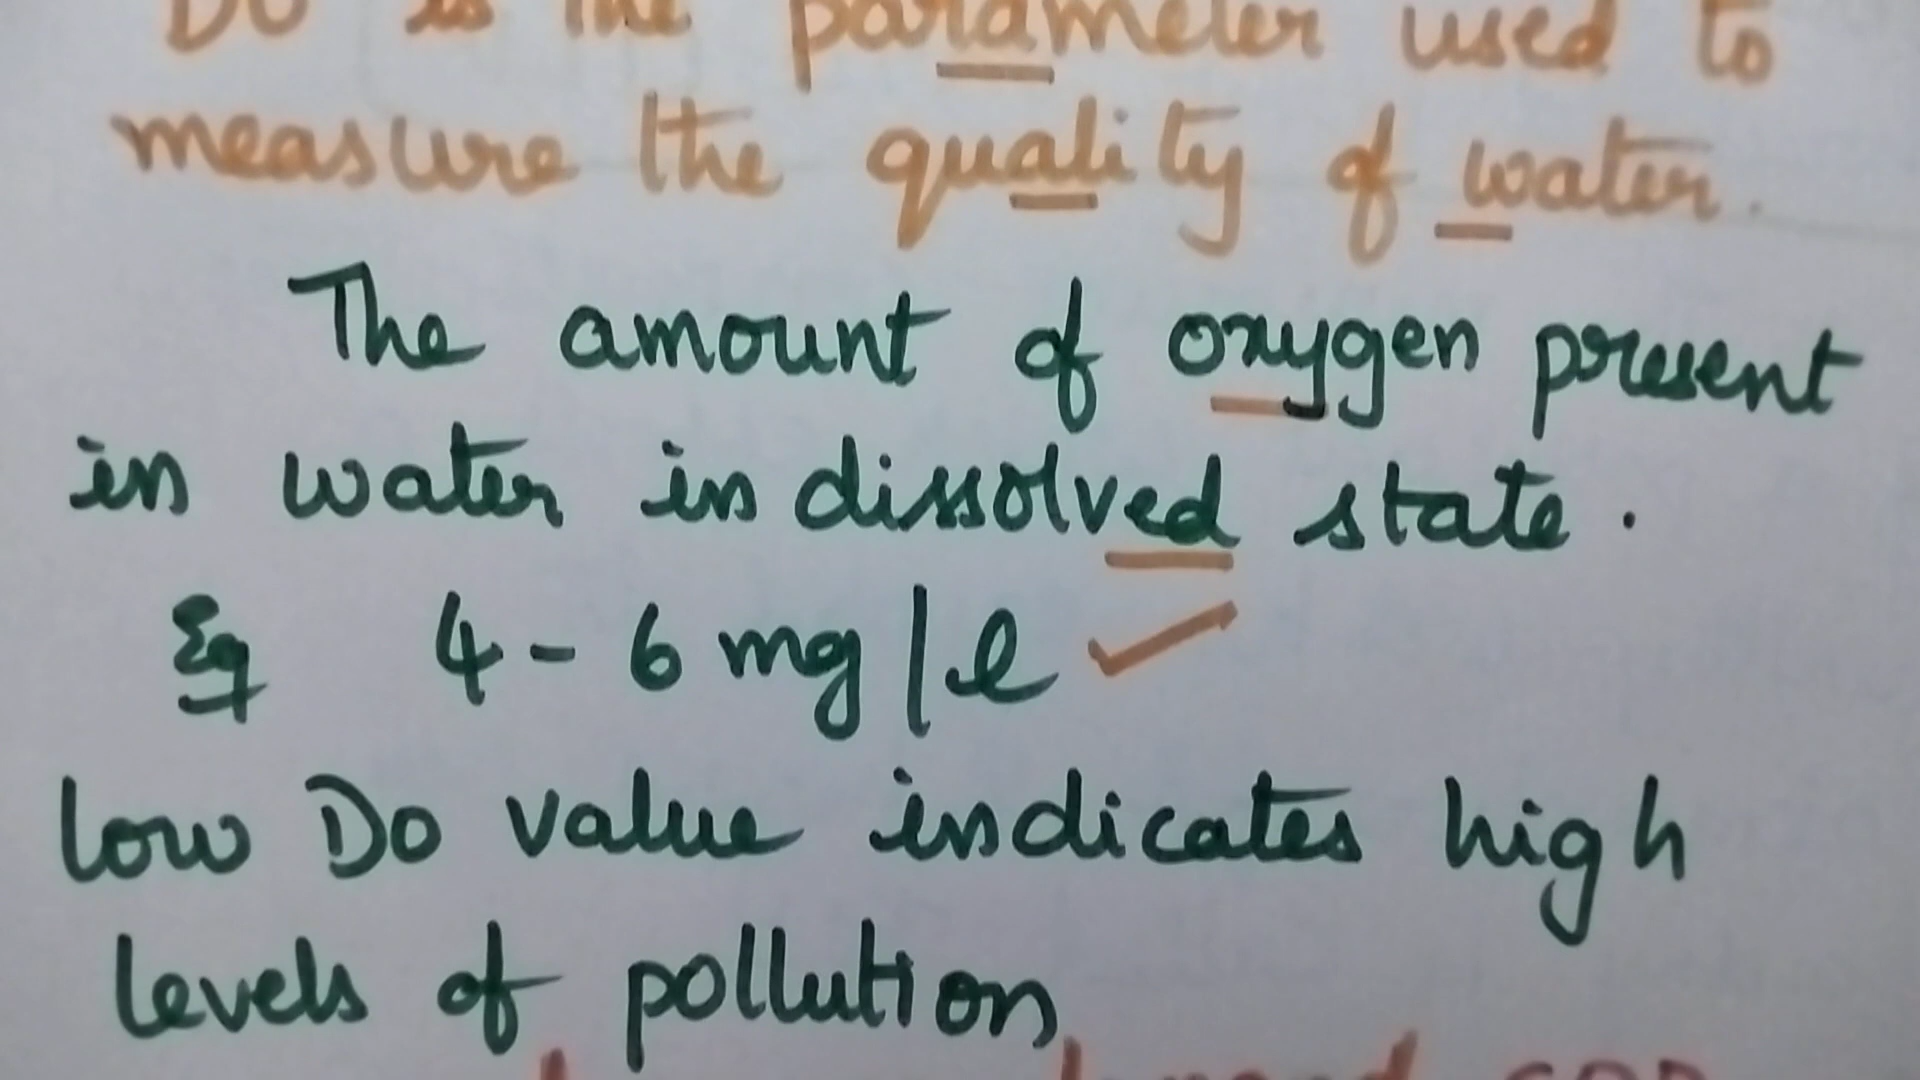 DO is the parameter used to
measure the quality of water.
The amount of oxygen present
in water in dissolved state.
Eg 4-6 mg/l
low Do value indicates high
levels of pollution